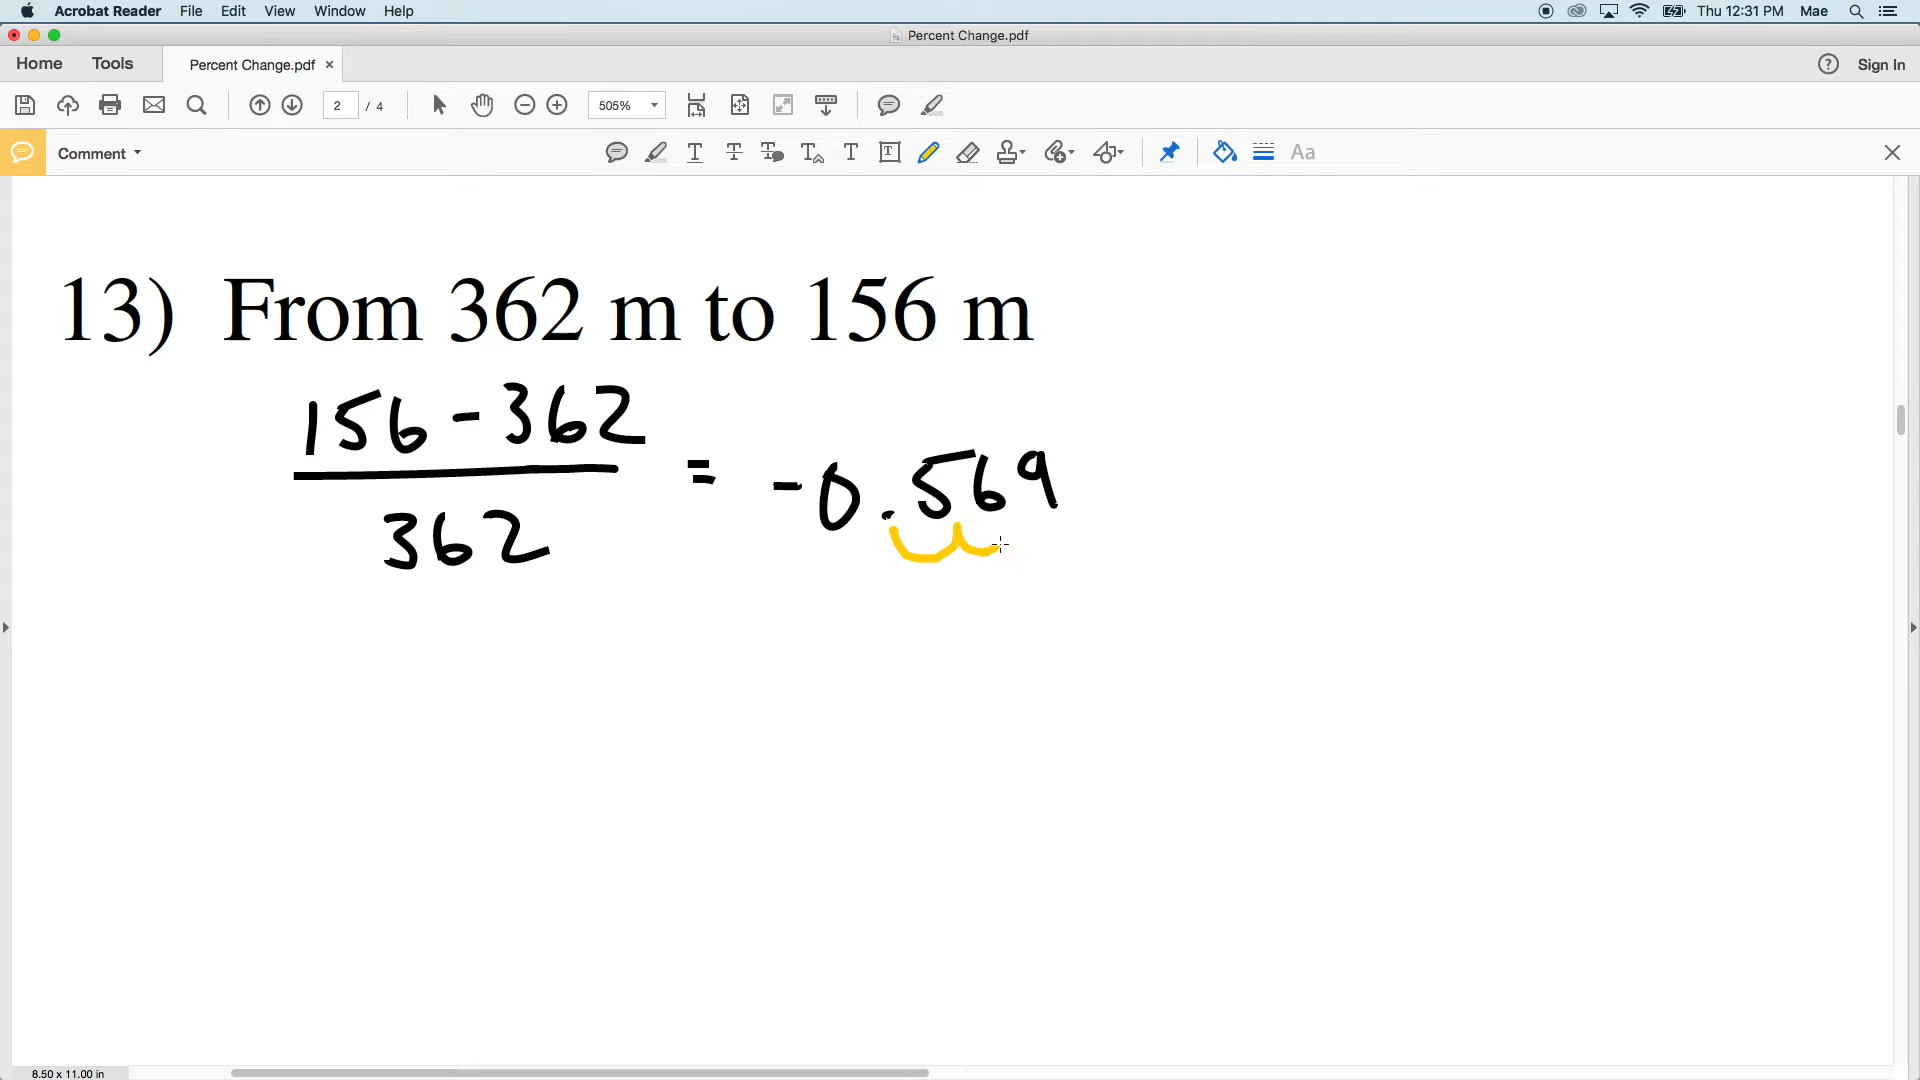 Acrobat Reader File Edit View Window Help Thu 12:31 PM Mae
Percent Change.pdf
Home Tools Percent Change.pdf × ? Sign In
2 / 4 505%
Comment T T T T T T Aa
13) From 362 m to 156 m
156 - 362
= -0.569
362
8.50 x 11.00 in